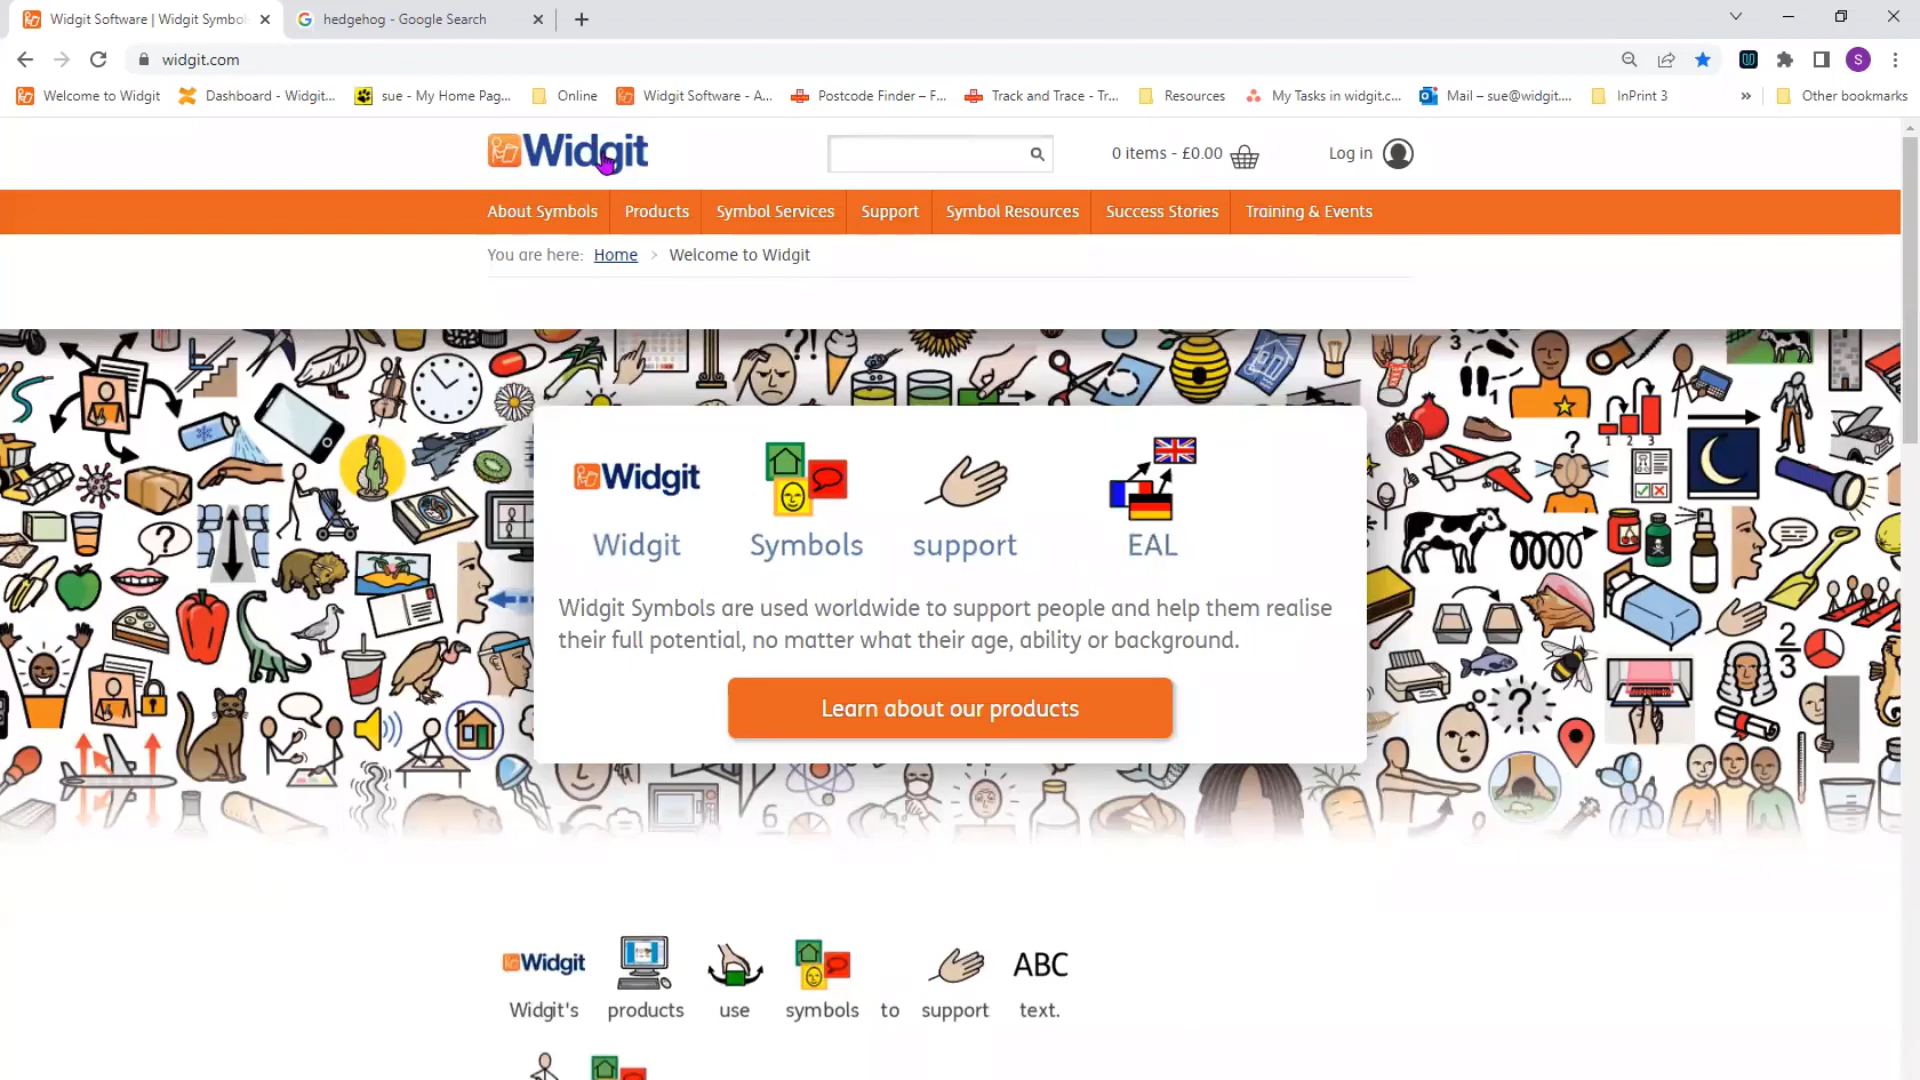 Widgit Software | Widgit Symbol
hedgehog - Google Search
widgit.com
S
Welcome to Widgit
Dashboard - Widgit...
sue - My Home Pag...
Online
Widgit Software - A...
Postcode Finder – F...
Track and Trace - Tr...
Resources
My Tasks in widgit.c...
Mail – sue@widgit....
InPrint 3
»
Other bookmarks
Widgit
0 items - £0.00
Log in
About Symbols
Products
Symbol Services
Support
Symbol Resources
Success Stories
Training & Events
You are here: Home > Welcome to Widgit
Widgit
Widgit Symbols support EAL
Widgit Symbols are used worldwide to support people and help them realise
their full potential, no matter what their age, ability or background.
Learn about our products
Widgit
ABC
Widgit's products use symbols to support text.